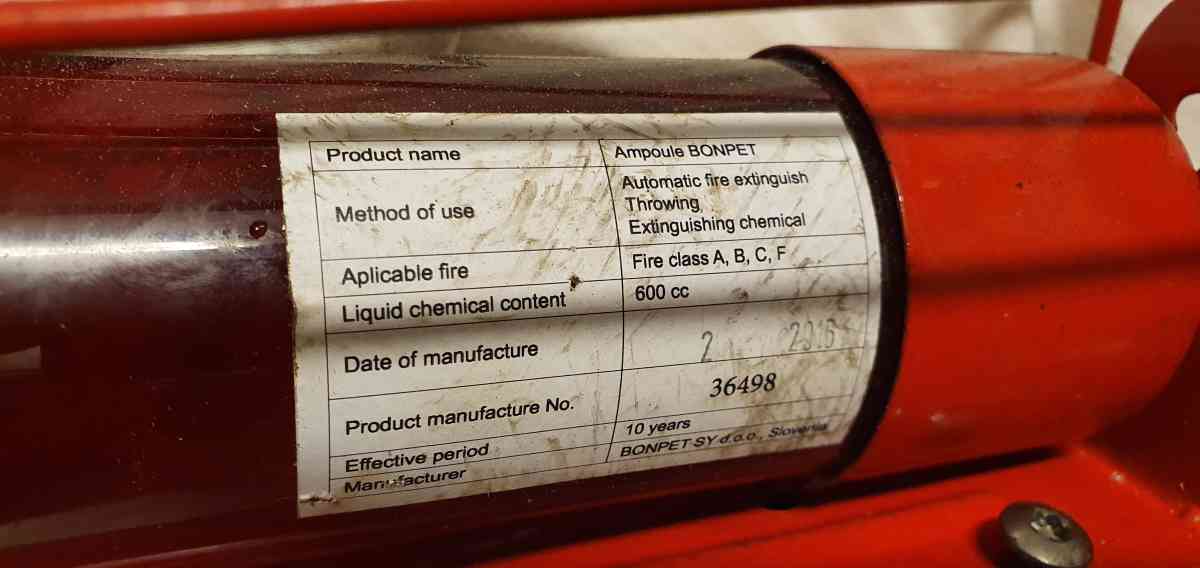 Product name Ampoule BONPET
Method of use Automatic fire extinguish
Throwing
Extinguishing chemical
Aplicable fire Fire class A, B, C, F
Liquid chemical content 600 cc
Date of manufacture 2 2016
Product manufacture No. 36498
Effective period 10 years
Manufacturer BONPET SY d.o.o., Slovenia